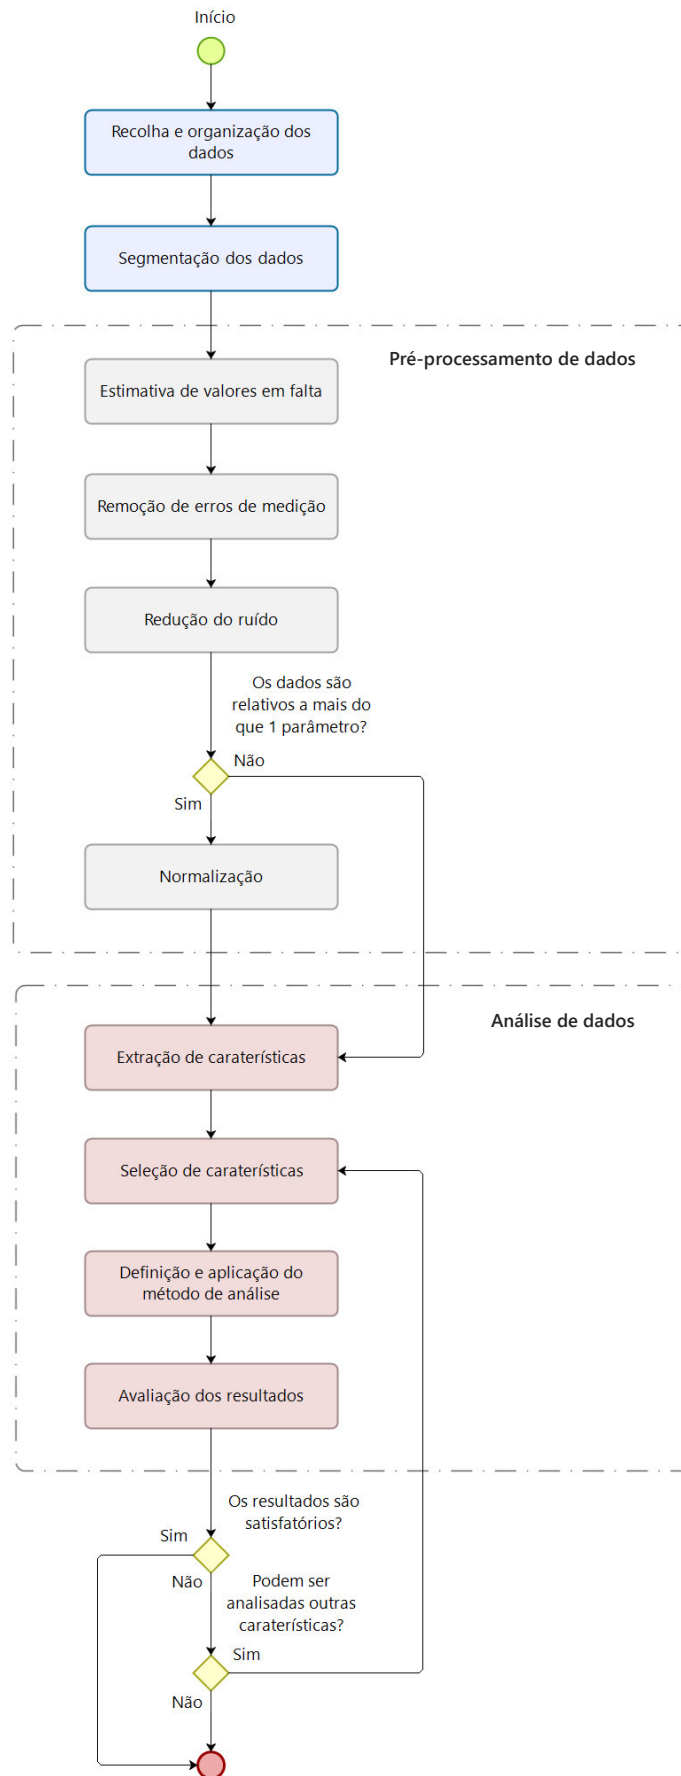 Início
Recolha e organização dos
dados
Segmentação dos dados
Pré-processamento de dados
Estimativa de valores em falta
Remoção de erros de medição
Redução do ruído
Os dados são
relativos a mais do
que 1 parâmetro?
Não
Sim
Normalização
Análise de dados
Extração de caraterísticas
Seleção de caraterísticas
Definição e aplicação do
método de análise
Avaliação dos resultados
Os resultados são
satisfatórios?
Sim
Não
Podem ser
analisadas outras
caraterísticas?
Sim
Não